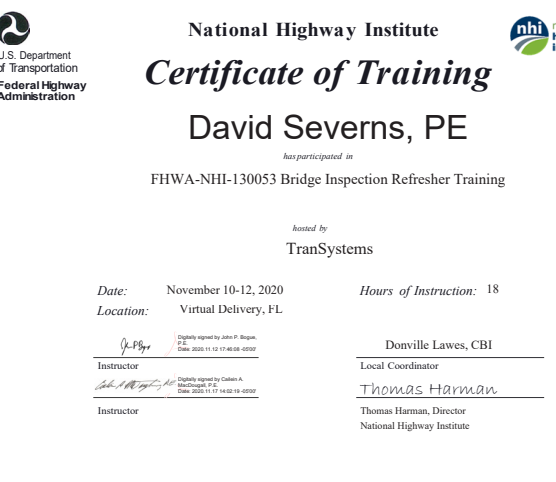 National Highway Institute
nhi
U.S. Department
of Transportation
Federal Highway
Administration
Certificate of Training
David Severns, PE
has participated in
FHWA-NHI-130053 Bridge Inspection Refresher Training
hosted by
TranSystems
Date: November 10-12, 2020
Hours of Instruction: 18
Location: Virtual Delivery, FL
Digitally signed by John P. Bogue,
P.E.
Date: 2020.11.12 17:46:08 -05'00'
Instructor
Donville Lawes, CBI
Local Coordinator
Digitally signed by Cailein A.
MacDougall, P.E.
Date: 2020.11.17 14:02:19 -05'00'
Instructor
Thomas Harman
Thomas Harman, Director
National Highway Institute